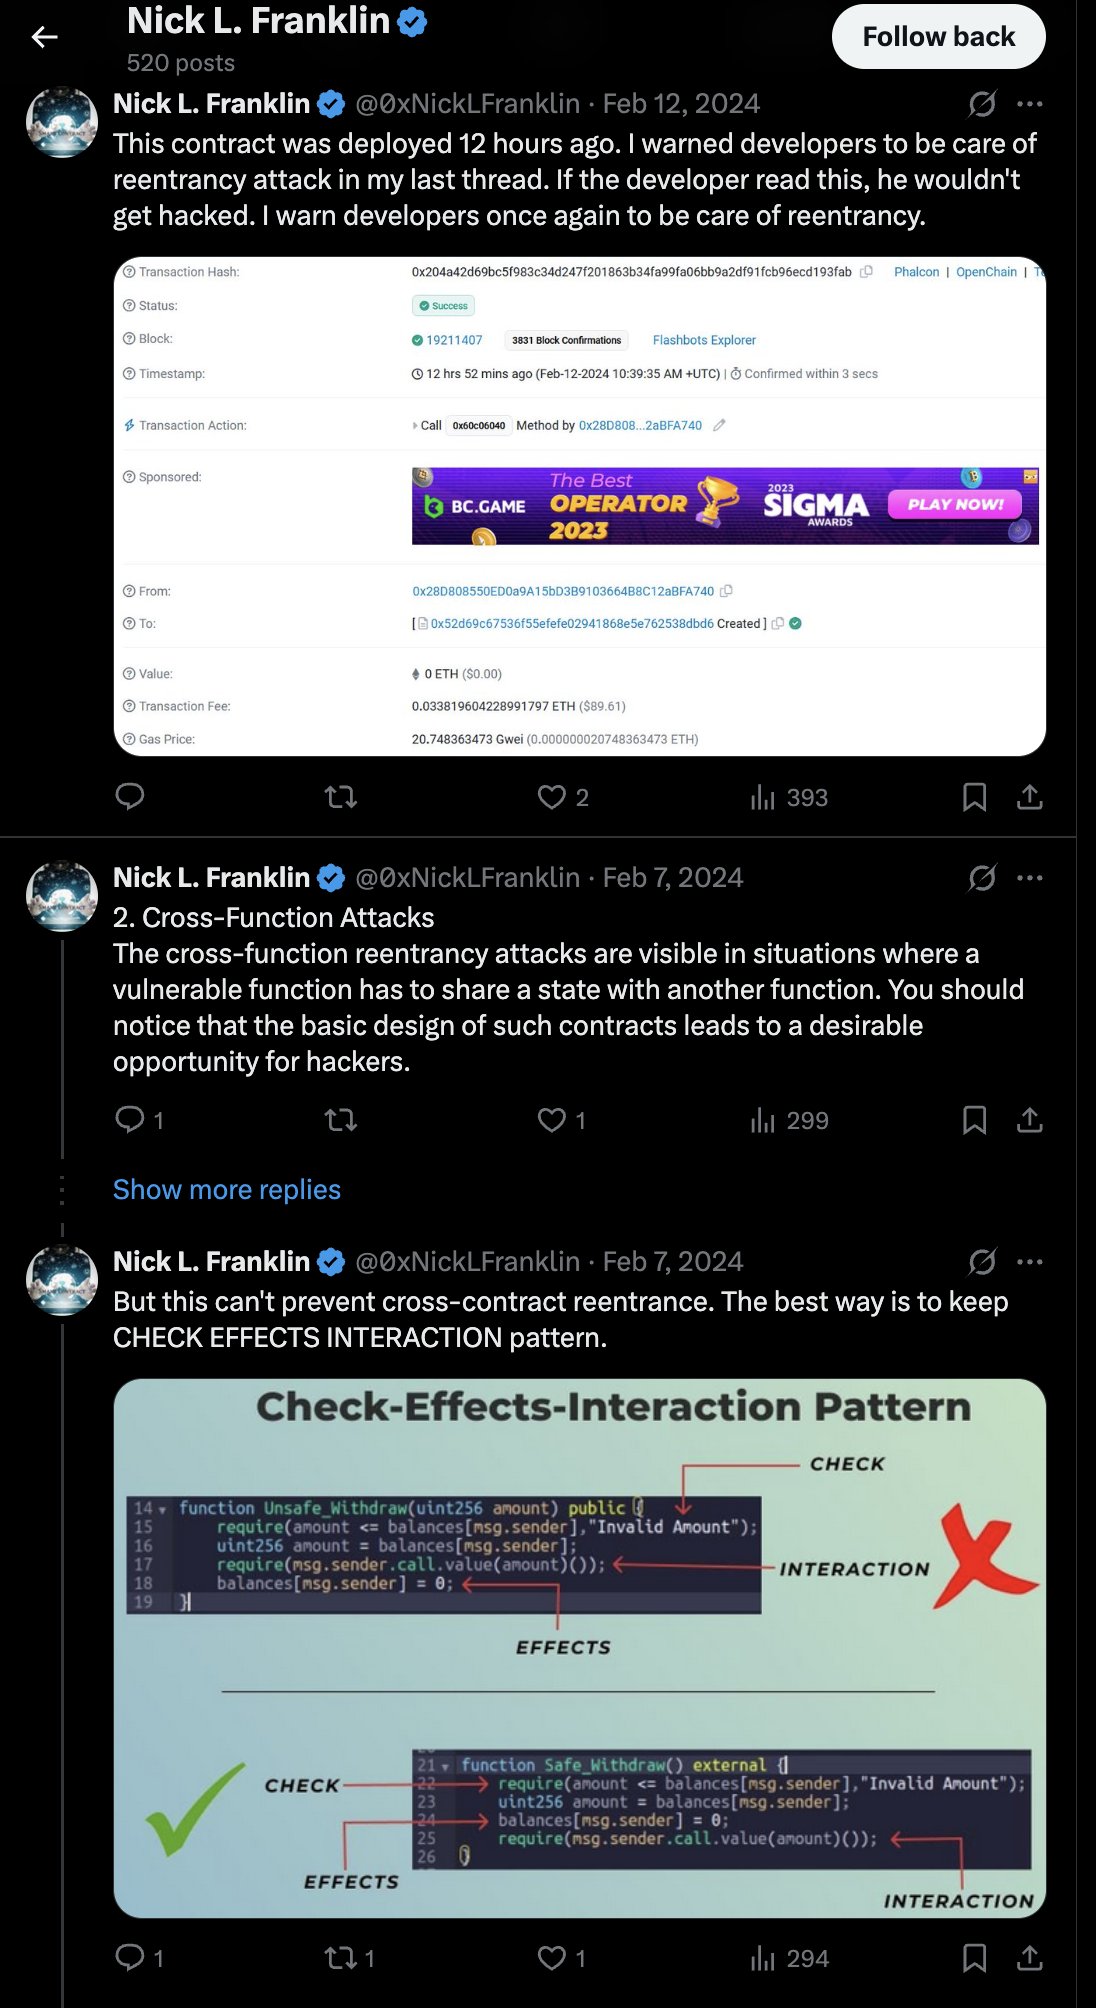 Nick L. Franklin
520 posts
Follow back
Nick L. Franklin @0xNickLFranklin · Feb 12, 2024
This contract was deployed 12 hours ago. I warned developers to be care of
reentrancy attack in my last thread. If the developer read this, he wouldn't
get hacked. I warn developers once again to be care of reentrancy.
Transaction Hash: 0x204a42d69bc5f983c34d247f201863b34fa99fa06bb9a2df91fcb96ecd193fab Phalcon | OpenChain |
Status: Success
Block: 19211407 3831 Block Confirmations Flashbots Explorer
Timestamp: 12 hrs 52 mins ago (Feb-12-2024 10:39:35 AM +UTC) | Confirmed within 3 secs
Transaction Action: Call 0x60c06040 Method by 0x28D808...2aBFA740
Sponsored:
BC.GAME
The Best
OPERATOR
2023
2023
SIGMA
AWARDS
PLAY NOW!
From: 0x28D808550ED0a9A15bD3B9103664B8C12aBFA740
To: [ 0x52d69c67536f55efefe02941868e5e762538dbd6 Created ]
Value: 0 ETH ($0.00)
Transaction Fee: 0.033819604228991797 ETH ($89.61)
Gas Price: 20.748363473 Gwei (0.000000020748363473 ETH)
2 393
Nick L. Franklin @0xNickLFranklin · Feb 7, 2024
2. Cross-Function Attacks
The cross-function reentrancy attacks are visible in situations where a
vulnerable function has to share a state with another function. You should
notice that the basic design of such contracts leads to a desirable
opportunity for hackers.
1 1 299
Show more replies
Nick L. Franklin @0xNickLFranklin · Feb 7, 2024
But this can't prevent cross-contract reentrance. The best way is to keep
CHECK EFFECTS INTERACTION pattern.
Check-Effects-Interaction Pattern
CHECK
14 function Unsafe_Withdraw(uint256 amount) public {
15 require(amount <= balances[msg.sender],"Invalid Amount");
16 uint256 amount = balances[msg.sender];
17 require(msg.sender.call.value(amount)());
18 balances[msg.sender] = 0;
19 }
INTERACTION
EFFECTS
21 function Safe_Withdraw() external {
22 require(amount <= balances[msg.sender],"Invalid Amount");
23 uint256 amount = balances[msg.sender];
24 balances[msg.sender] = 0;
25 require(msg.sender.call.value(amount)());
26 }
CHECK
EFFECTS
INTERACTION
1 1 1 294